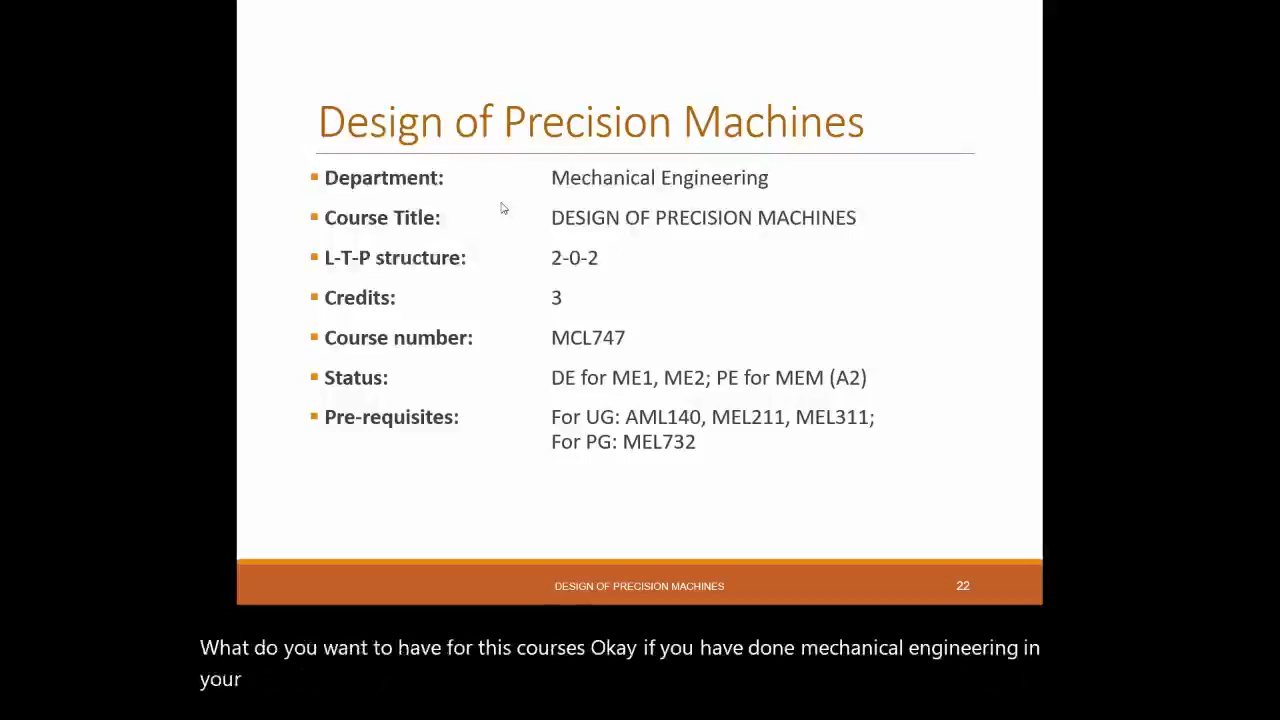 Design of Precision Machines
Department: Mechanical Engineering
Course Title: DESIGN OF PRECISION MACHINES
L-T-P structure: 2-0-2
Credits: 3
Course number: MCL747
Status: DE for ME1, ME2; PE for MEM (A2)
Pre-requisites: For UG: AML140, MEL211, MEL311;
For PG: MEL732
DESIGN OF PRECISION MACHINES 22
What do you want to have for this courses Okay if you have done mechanical engineering in
your